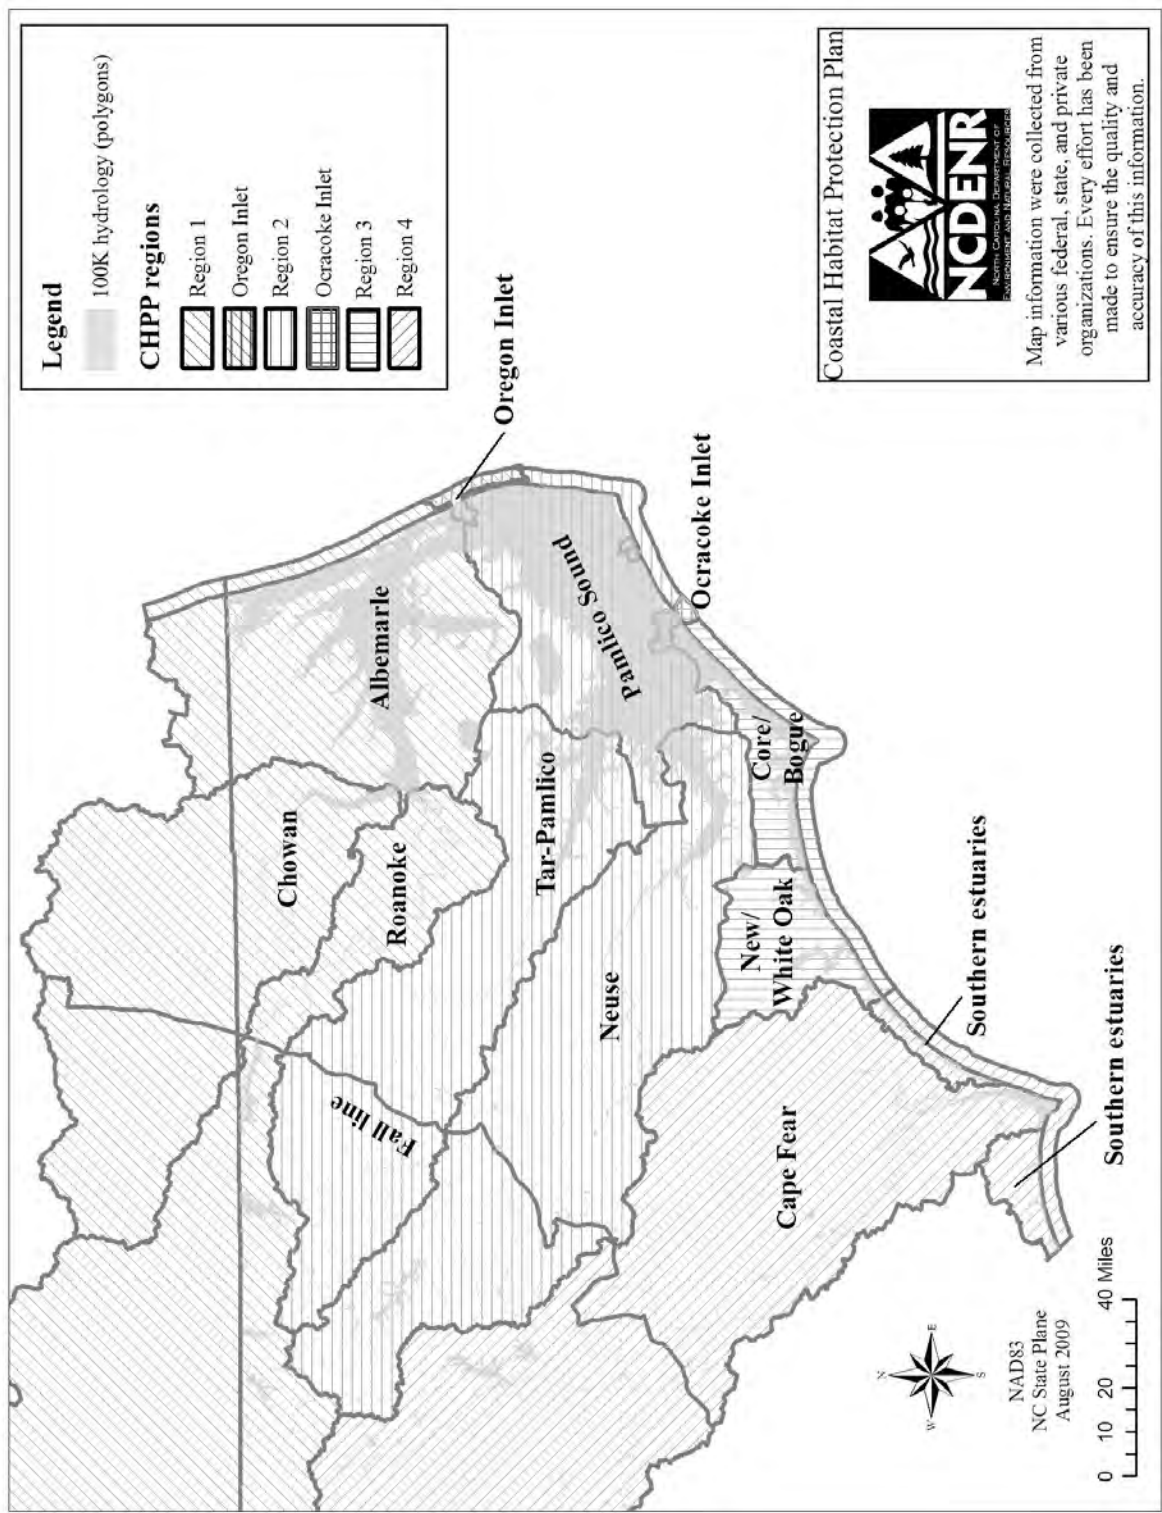 Legend
100K hydrology (polygons)
CHPP regions
Region 1
Oregon Inlet
Region 2
Ocracoke Inlet
Region 3
Region 4
Chowan
Albemarle
Roanoke
Oregon Inlet
Fall line
Tar-Pamlico
Pamlico Sound
Neuse
Ocracoke Inlet
New/
White Oak
Core/
Bogue
Cape Fear
Southern estuaries
Southern estuaries
N
W
E
S
NAD83
NC State Plane
August 2009
0 10 20 40 Miles
Coastal Habitat Protection Plan
NCDENR
NORTH CAROLINA DEPARTMENT OF
ENVIRONMENT AND NATURAL RESOURCES
Map information were collected from
various federal, state, and private
organizations. Every effort has been
made to ensure the quality and
accuracy of this information.